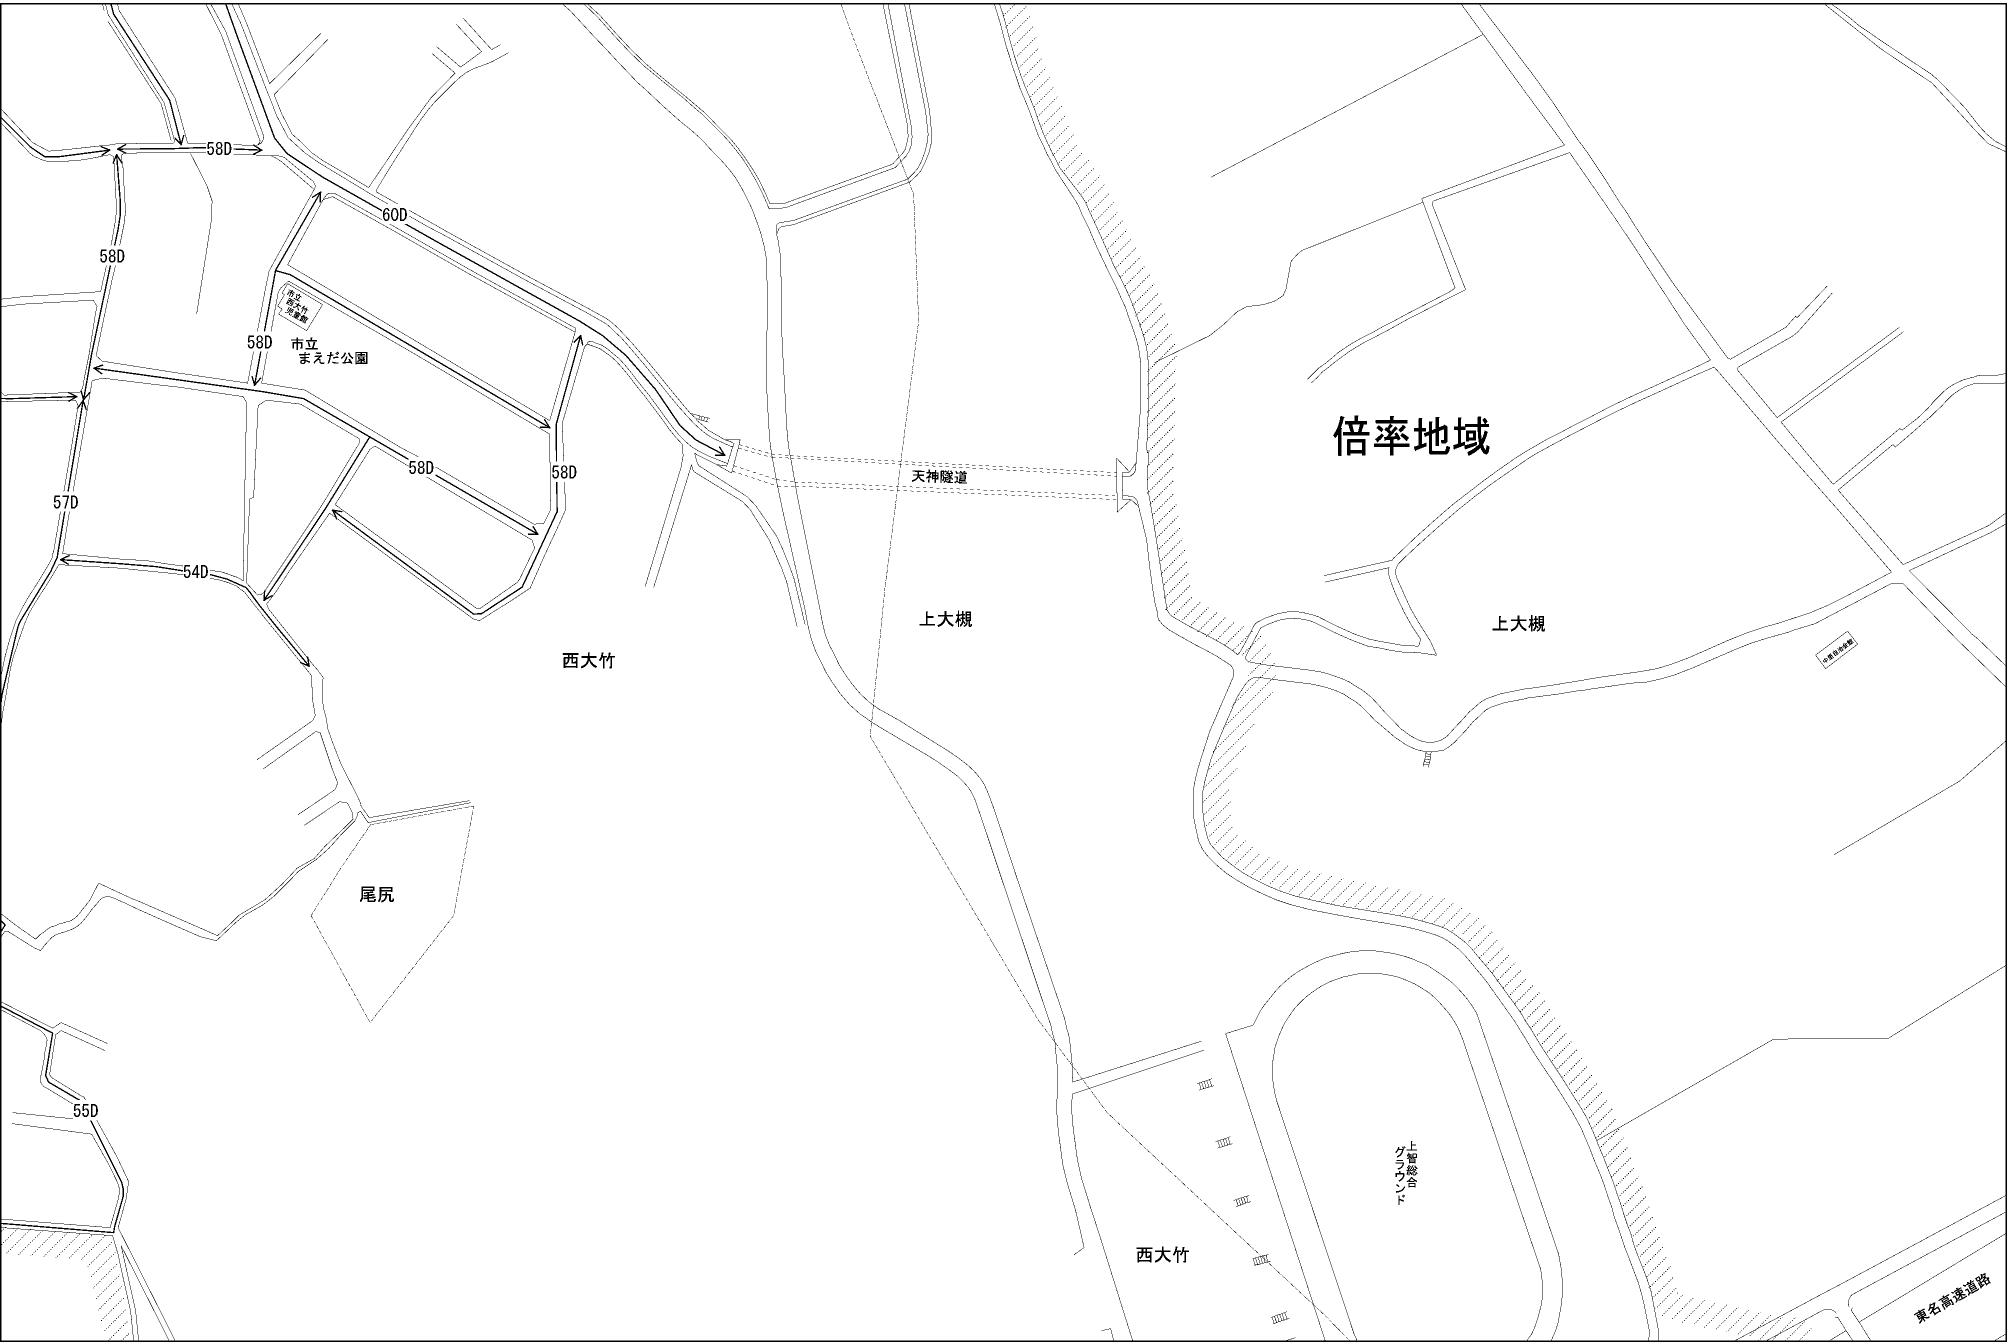 58D
60D
58D
市立
西大竹
児童館
58D
市立
まえだ公園
倍率地域
58D
58D
天神隧道
57D
54D
上大槻
上大槻
西大竹
尾尻
55D
上智総合
グラウンド
西大竹
東名高速道路